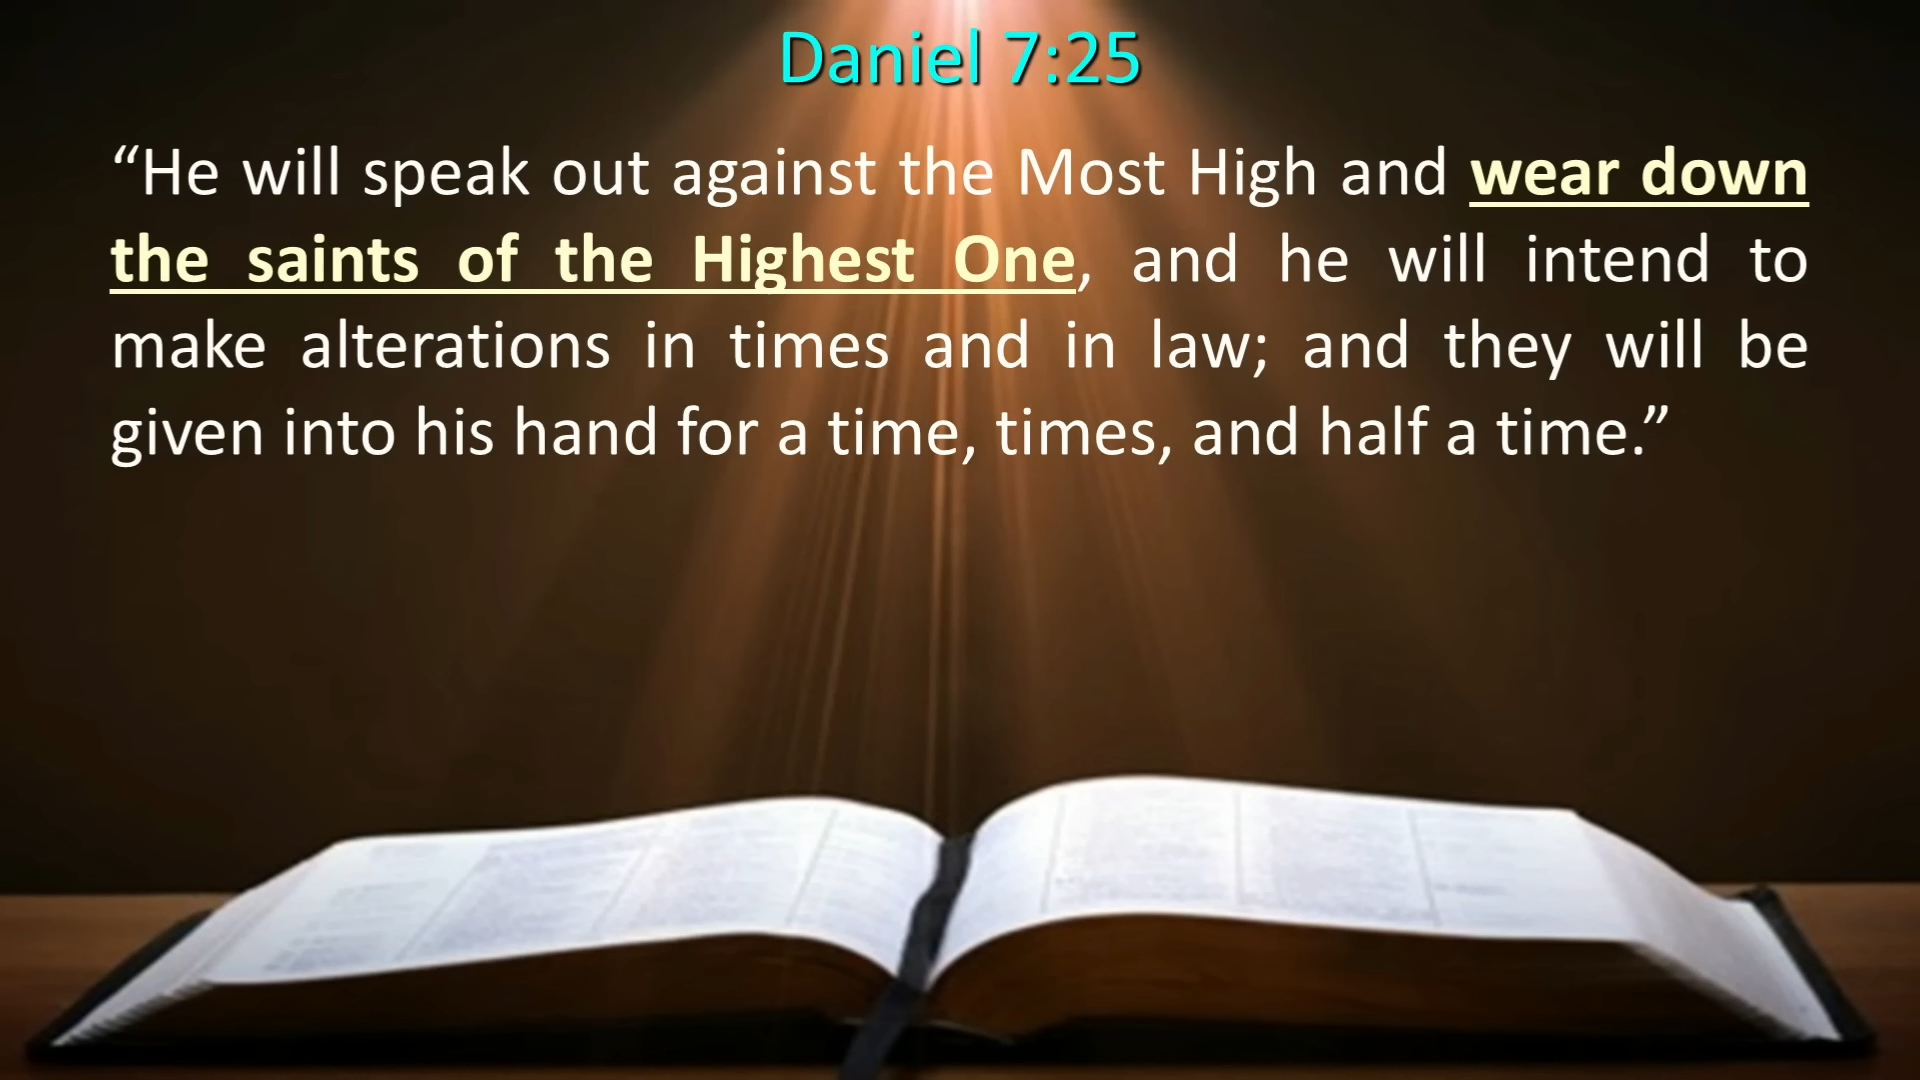 Daniel 7:25
“He will speak out against the Most High and wear down
the saints of the Highest One, and he will intend to
make alterations in times and in law; and they will be
given into his hand for a time, times, and half a time.”